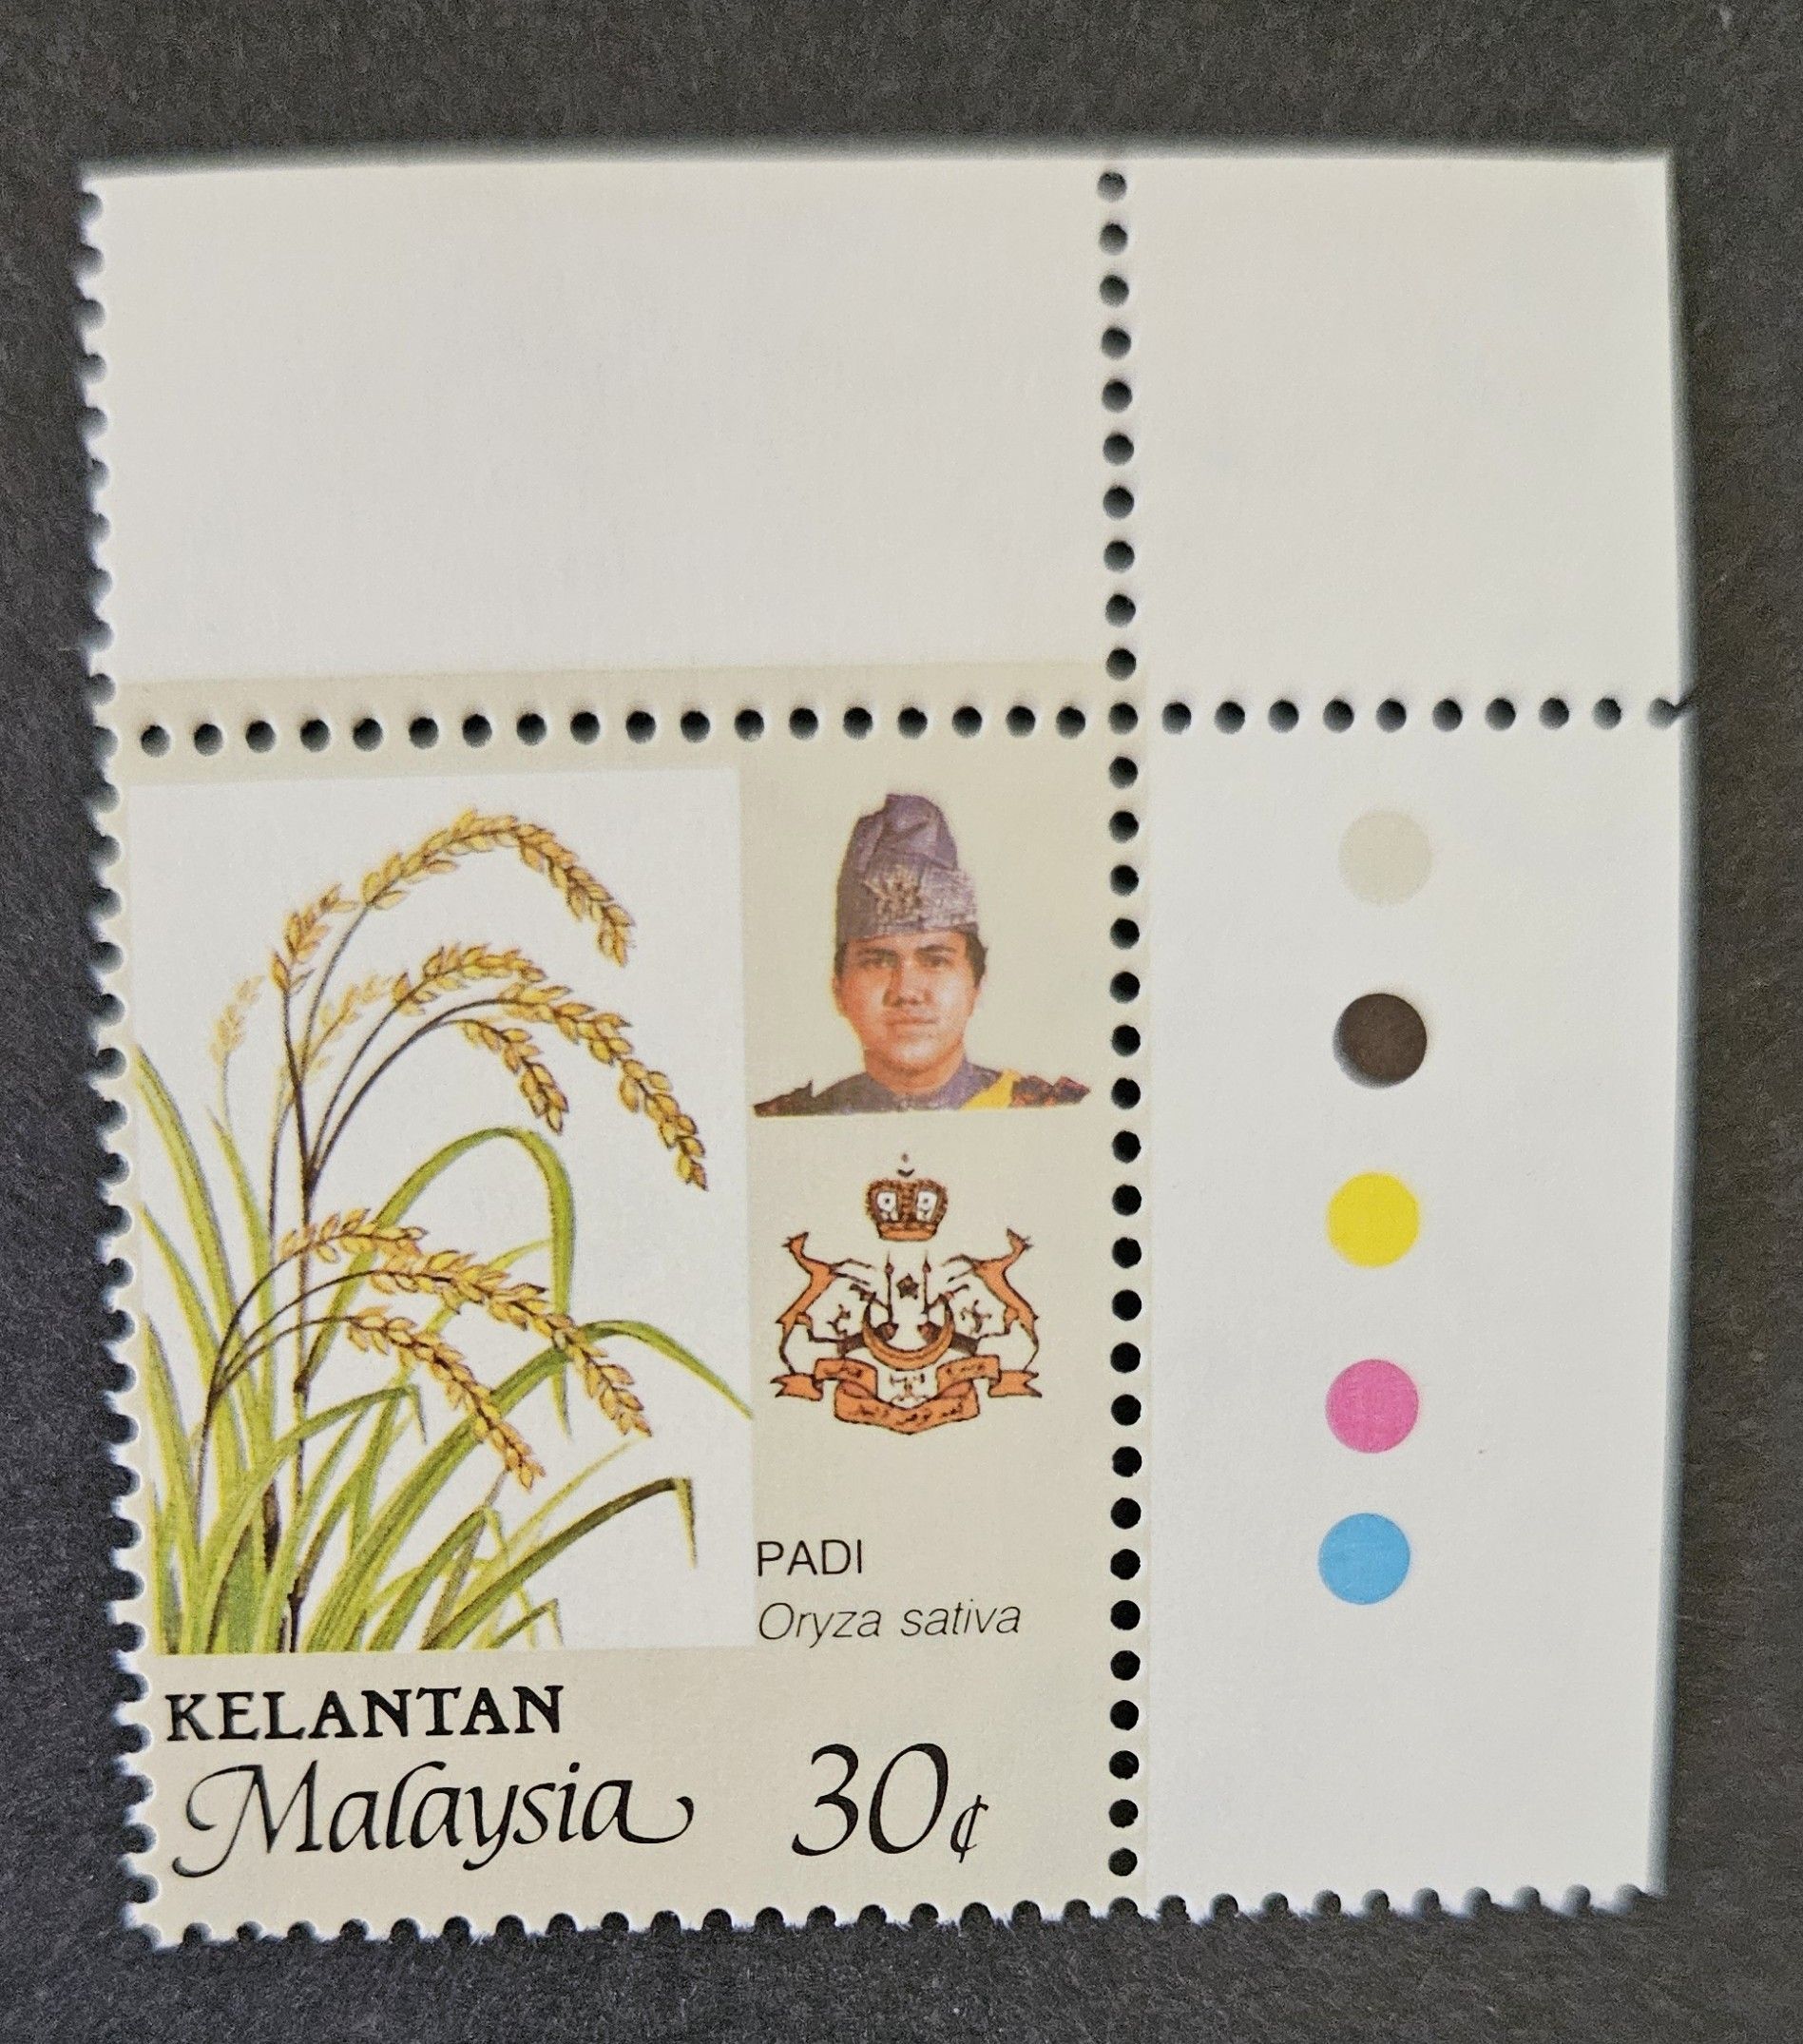 PADI
Oryza sativa
KELANTAN
Malaysia 30¢